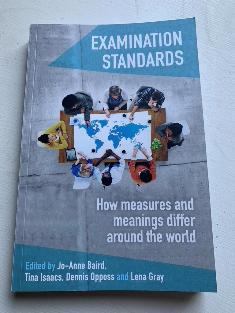 EXAMINATION
STANDARDS
How measures and
meanings differ
around the world
Edited by Jo-Anne Baird,
Tina Isaacs, Dennis Opposs and Lena Gray